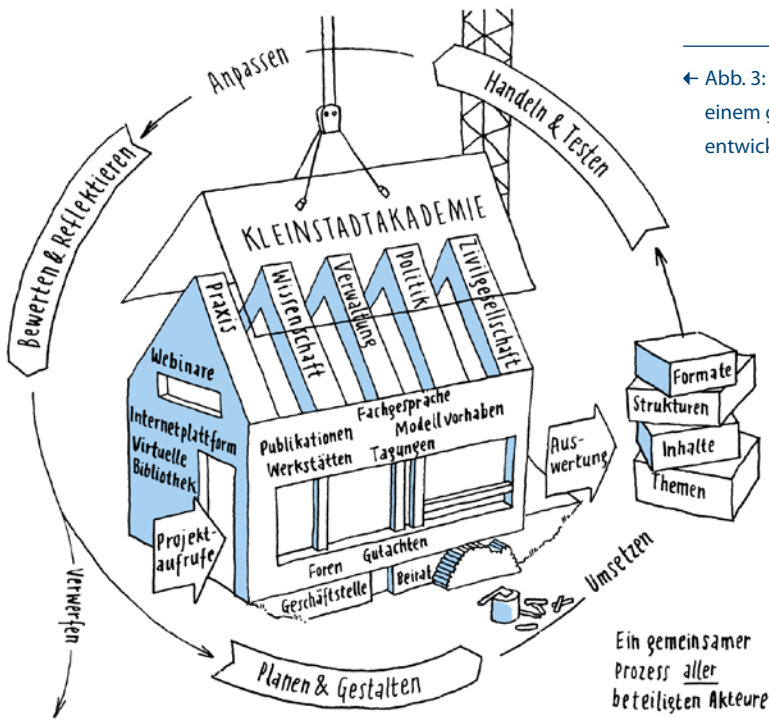 ← Abb. 3:
einem g
entwick
Anpassen
Handeln & Testen
Bewerten & Reflektieren
KLEINSTADTAKADEMIE
Praxis
Wissenschaft
Verwaltung
Politik
Zivilgesellschaft
Webinare
Internetplattform
Virtuelle
Bibliothek
Fachgespräche
Publikationen
Modellvorhaben
Werkstätten
Tagungen
Projekt-
aufrufe
Foren
Gutachten
Geschäftstelle
Beirat
Aus-
wertung
Formate
Strukturen
Inhalte
Themen
Umsetzen
Verwerfen
Planen & Gestalten
Ein gemeinsamer
Prozess aller
beteiligten Akteure